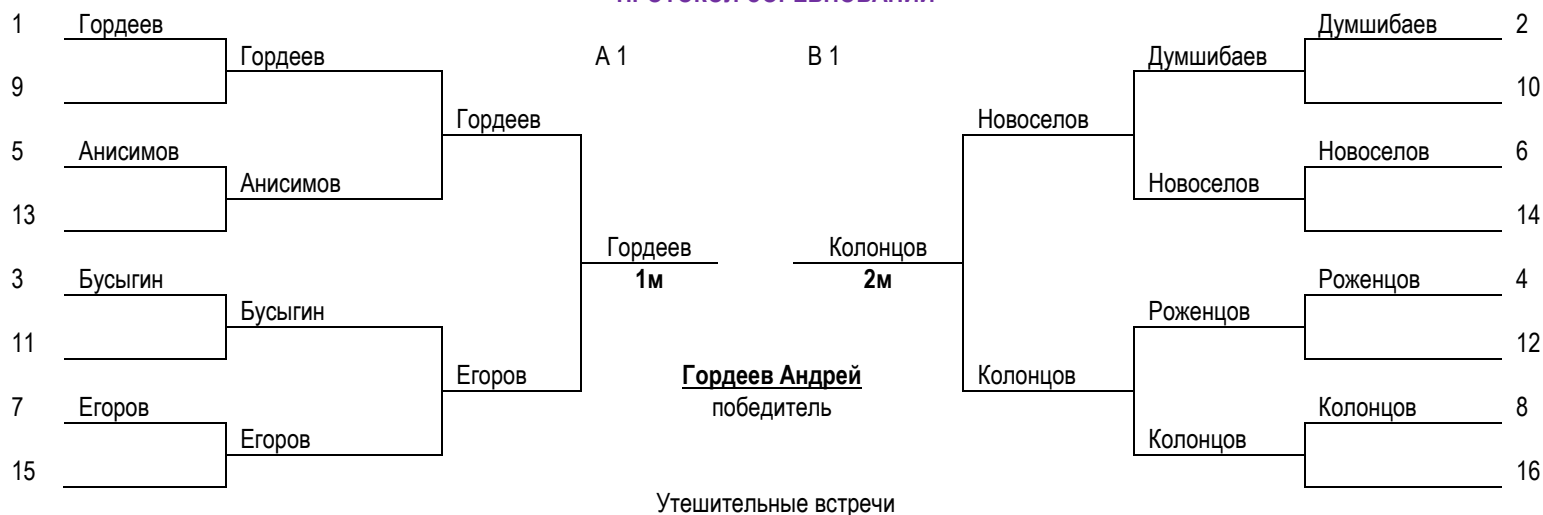 ПРОТОКОЛ СОРЕВНОВАНИЙ
1 Гордеев Думшибаев 2
Гордеев А 1 В 1 Думшибаев
9 10
Гордеев Новоселов
5 Анисимов Новоселов 6
Анисимов Новоселов
13 14
Гордеев Колонцов
3 Бусыгин 1м 2м Роженцов 4
Бусыгин Роженцов
11 12
Егоров Гордеев Андрей Колонцов
7 Егоров победитель Колонцов 8
Егоров Колонцов
15 16
Утешительные встречи